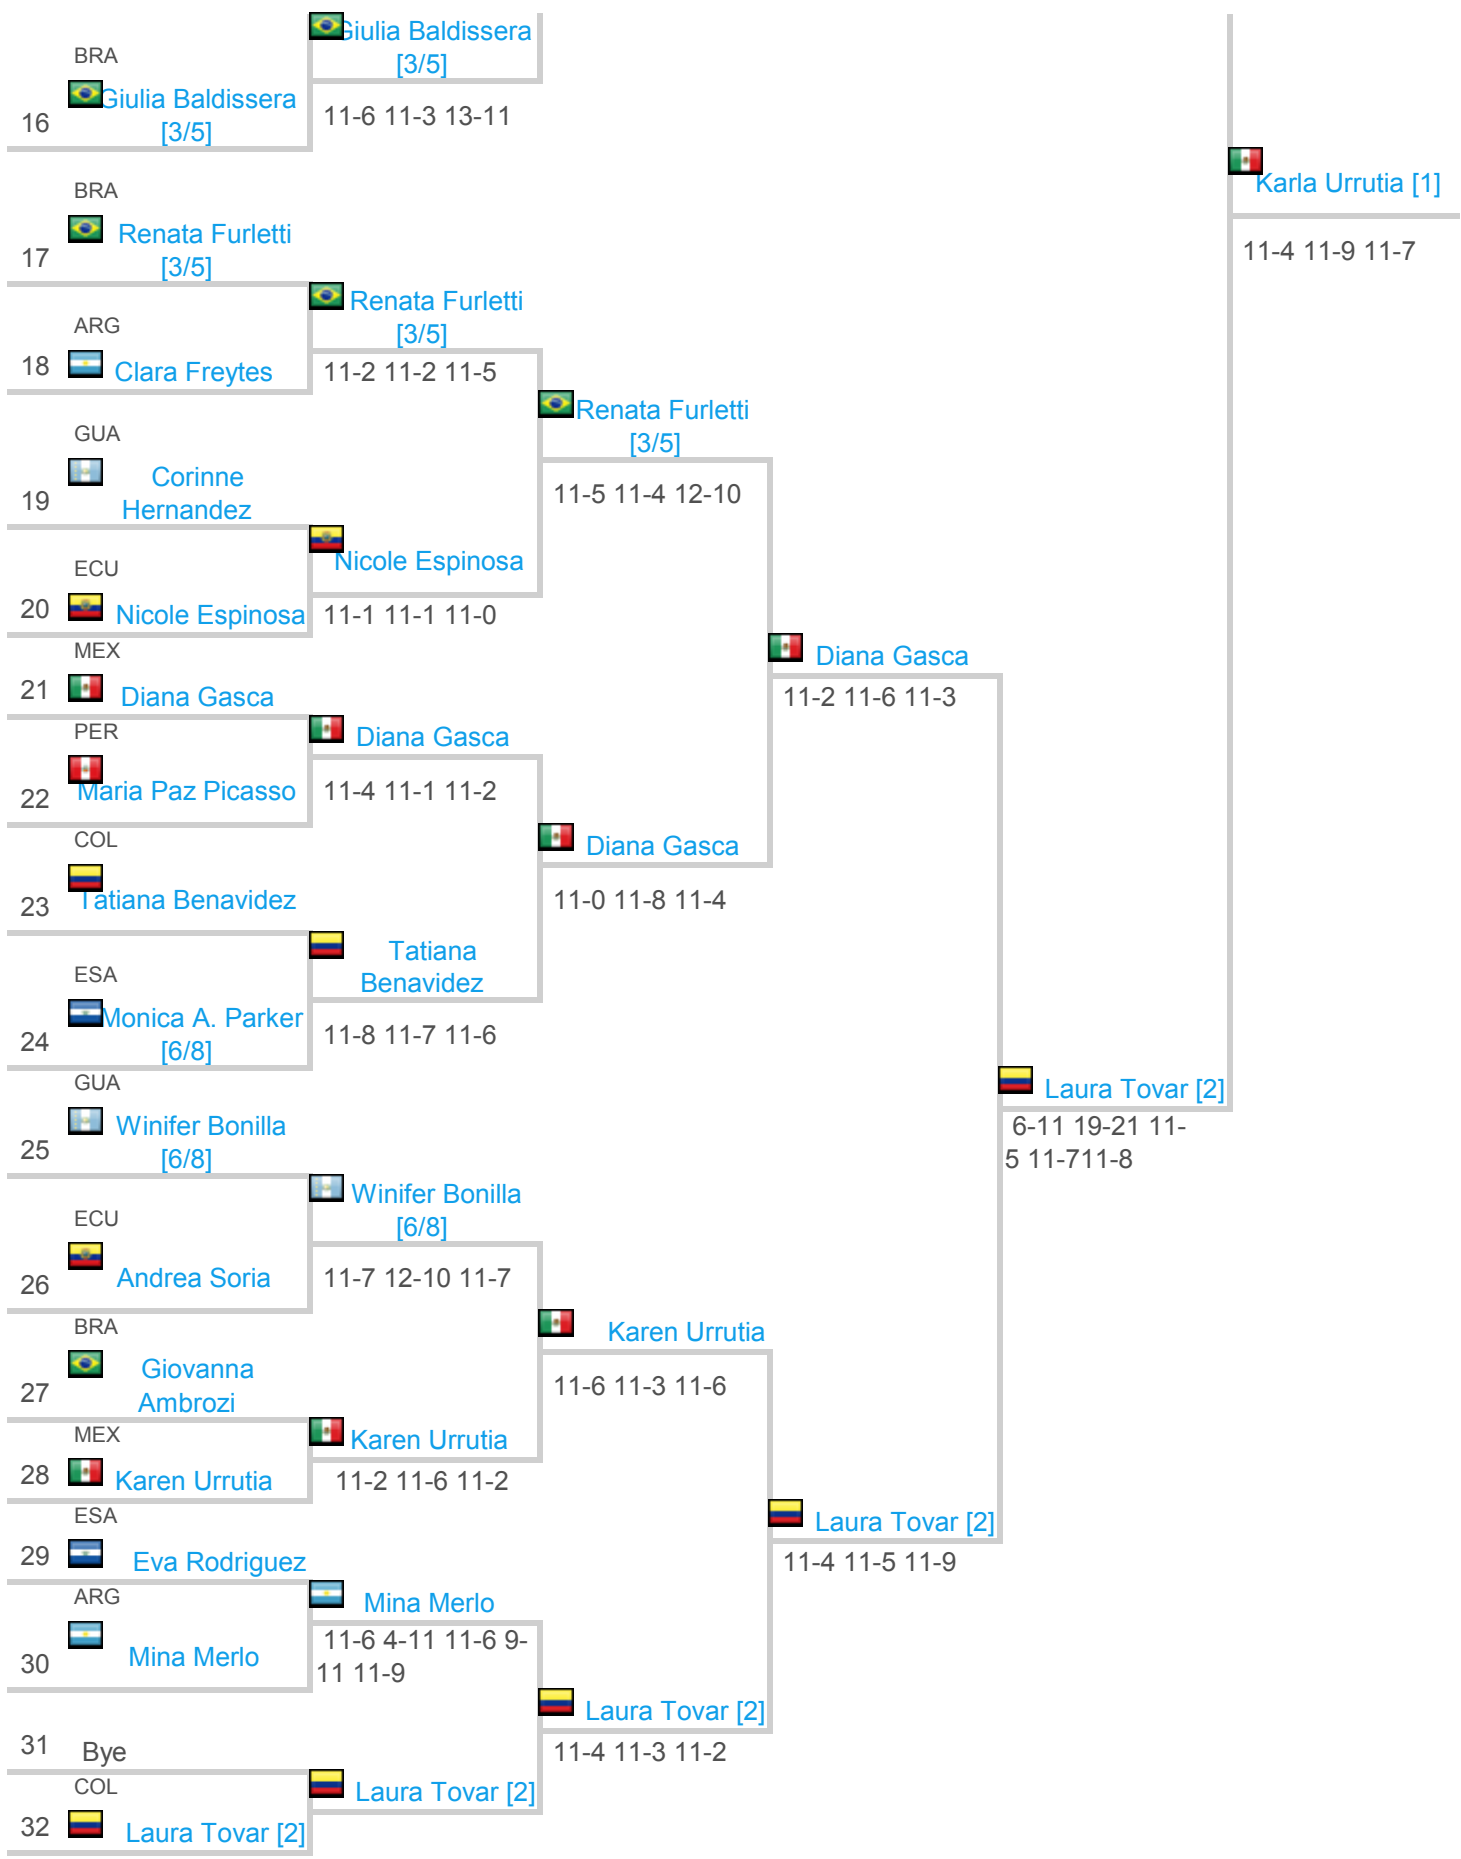 Giulia Baldissera
[3/5]
BRA
16
Giulia Baldissera
[3/5]
11-6 11-3 13-11
Karla Urrutia [1]
11-4 11-9 11-7
BRA
17
Renata Furletti
[3/5]
Renata Furletti
[3/5]
11-2 11-2 11-5
ARG
18
Clara Freytes
Renata Furletti
[3/5]
11-5 11-4 12-10
GUA
19
Corinne
Hernandez
Nicole Espinosa
11-1 11-1 11-0
ECU
20
Nicole Espinosa
Diana Gasca
11-2 11-6 11-3
MEX
21
Diana Gasca
Diana Gasca
11-4 11-1 11-2
PER
22
Maria Paz Picasso
Diana Gasca
11-0 11-8 11-4
COL
23
Tatiana Benavidez
Tatiana
Benavidez
11-8 11-7 11-6
ESA
24
Monica A. Parker
[6/8]
Laura Tovar [2]
6-11 19-21 11-
5 11-711-8
GUA
25
Winifer Bonilla
[6/8]
Winifer Bonilla
[6/8]
11-7 12-10 11-7
ECU
26
Andrea Soria
Karen Urrutia
11-6 11-3 11-6
BRA
27
Giovanna
Ambrozi
Karen Urrutia
11-2 11-6 11-2
MEX
28
Karen Urrutia
Laura Tovar [2]
11-4 11-5 11-9
ESA
29
Eva Rodriguez
Mina Merlo
11-6 4-11 11-6 9-
11 11-9
ARG
30
Mina Merlo
Laura Tovar [2]
11-4 11-3 11-2
31
Bye
Laura Tovar [2]
COL
32
Laura Tovar [2]